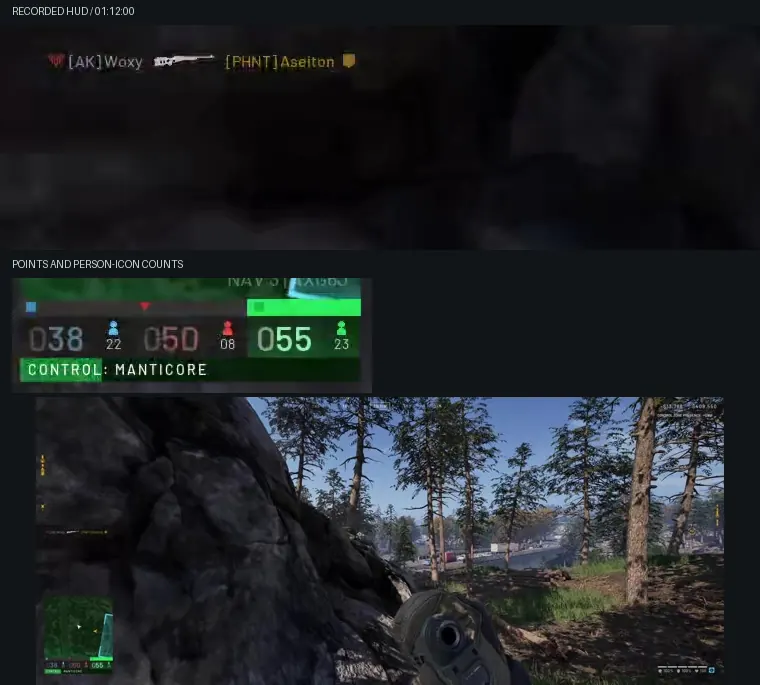 RECORDED HUD / 01:12:00
[AK]Woxy [PHNT]Aseiton
POINTS AND PERSON-ICON COUNTS
038 22 050 08 055 23
CONTROL: MANTICORE